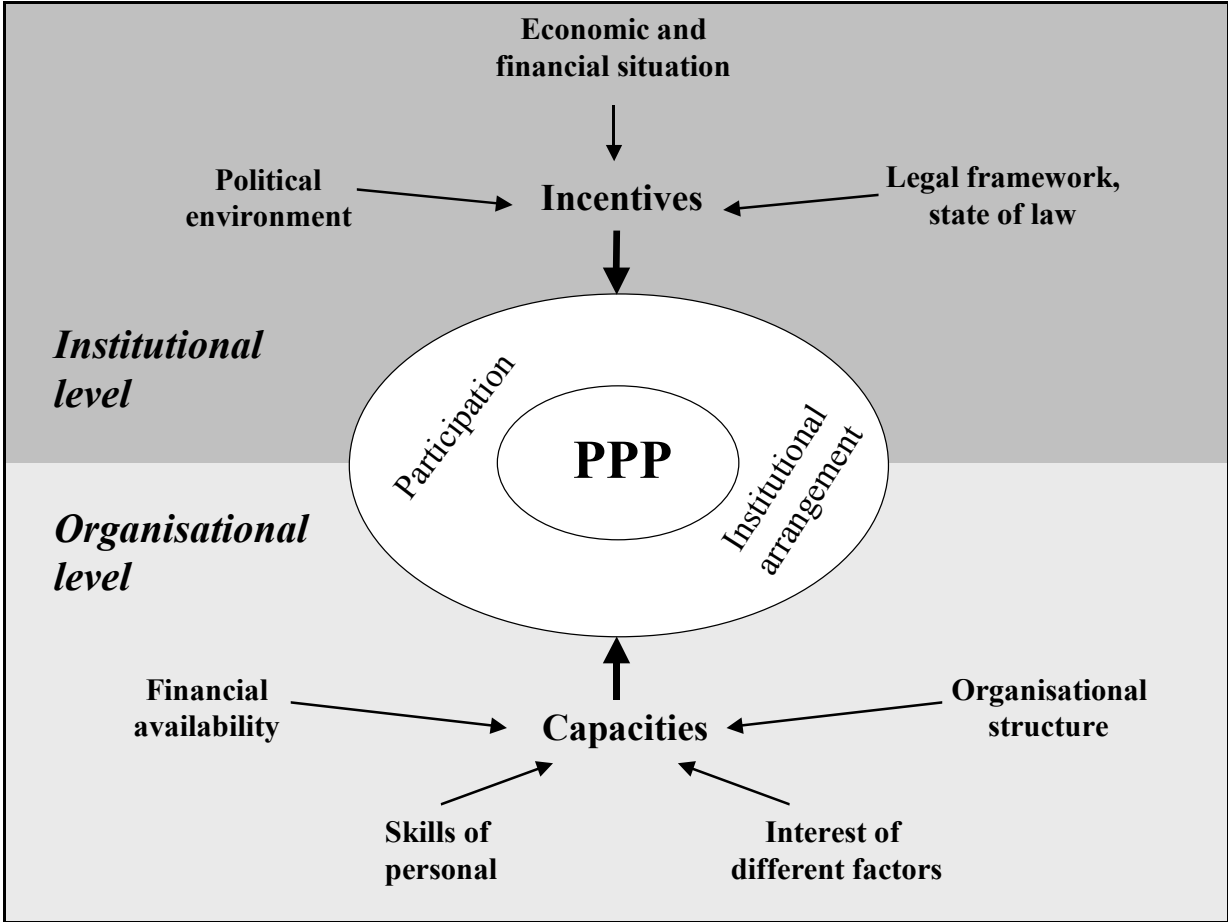 Economic and
financial situation
Political
environment
Incentives
Legal framework,
state of law
Institutional
level
Participation
PPP
Institutional
arrangement
Organisational
level
Financial
availability
Capacities
Organisational
structure
Skills of
personal
Interest of
different factors